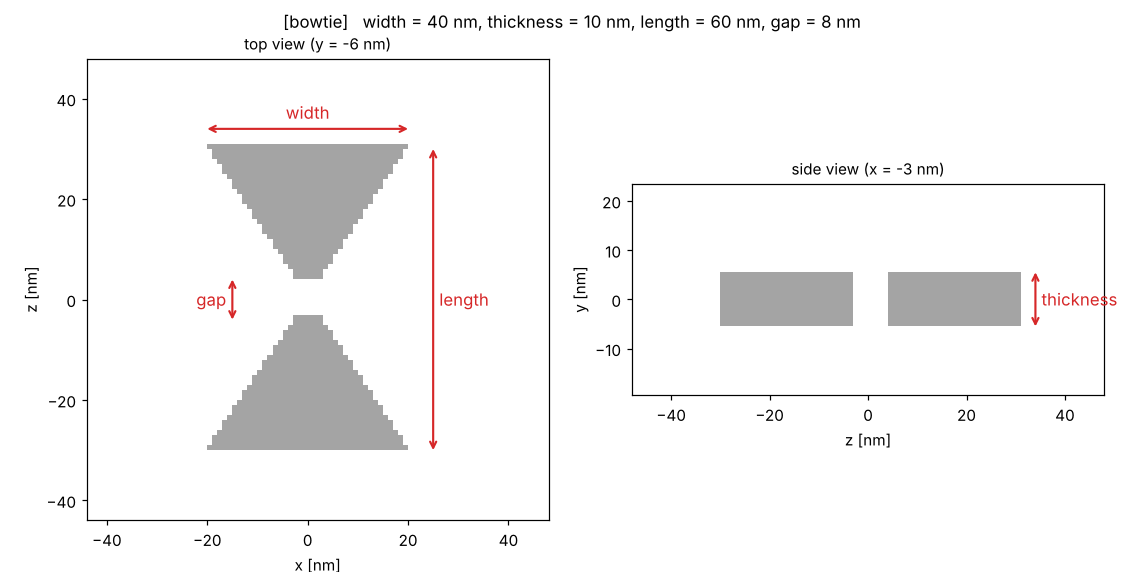 [bowtie]   width = 40 nm, thickness = 10 nm, length = 60 nm, gap = 8 nm
top view (y = -6 nm)
width
gap
length
40
20
0
−20
−40
z [nm]
−40 −20 0 20 40
x [nm]
side view (x = -3 nm)
thickness
20
10
0
−10
y [nm]
−40 −20 0 20 40
z [nm]